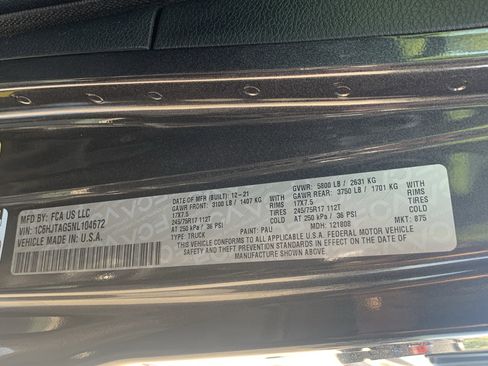 MFD BY: FCA US LLC
VIN: 1C6HJTAG5NL104672
VEHICLE MADE IN: U.S.A.
DATE OF MFR (BUILT): 12-21
GAWR FRONT: 3100 LB / 1407 KG
WITH
17X7.5 RIMS
245/75R17 112T TIRES
AT 250 kPa / 36 PSI COLD
TYPE: TRUCK
GVWR: 5800 LB / 2631 KG
GAWR REAR: 3750 LB / 1701 KG
WITH
17X7.5 RIMS
245/75R17 112T TIRES
AT 250 kPa / 36 PSI COLD
PAINT: PAU MDH: 121808 MKT: 875
THIS VEHICLE CONFORMS TO ALL APPLICABLE U.S.A. FEDERAL MOTOR VEHICLE
SAFETY STANDARDS IN EFFECT ON THE DATE OF MANUFACTURE SHOWN ABOVE.